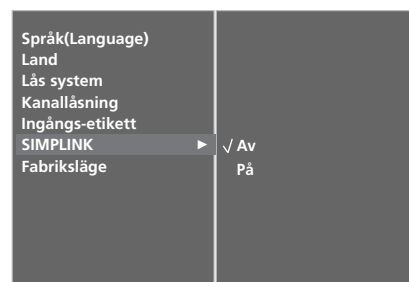 Språk(Language)
Land
Lås system
Kanallåsning
Ingångs-etikett
SIMPLINK ► √ Av
På
Fabriksläge